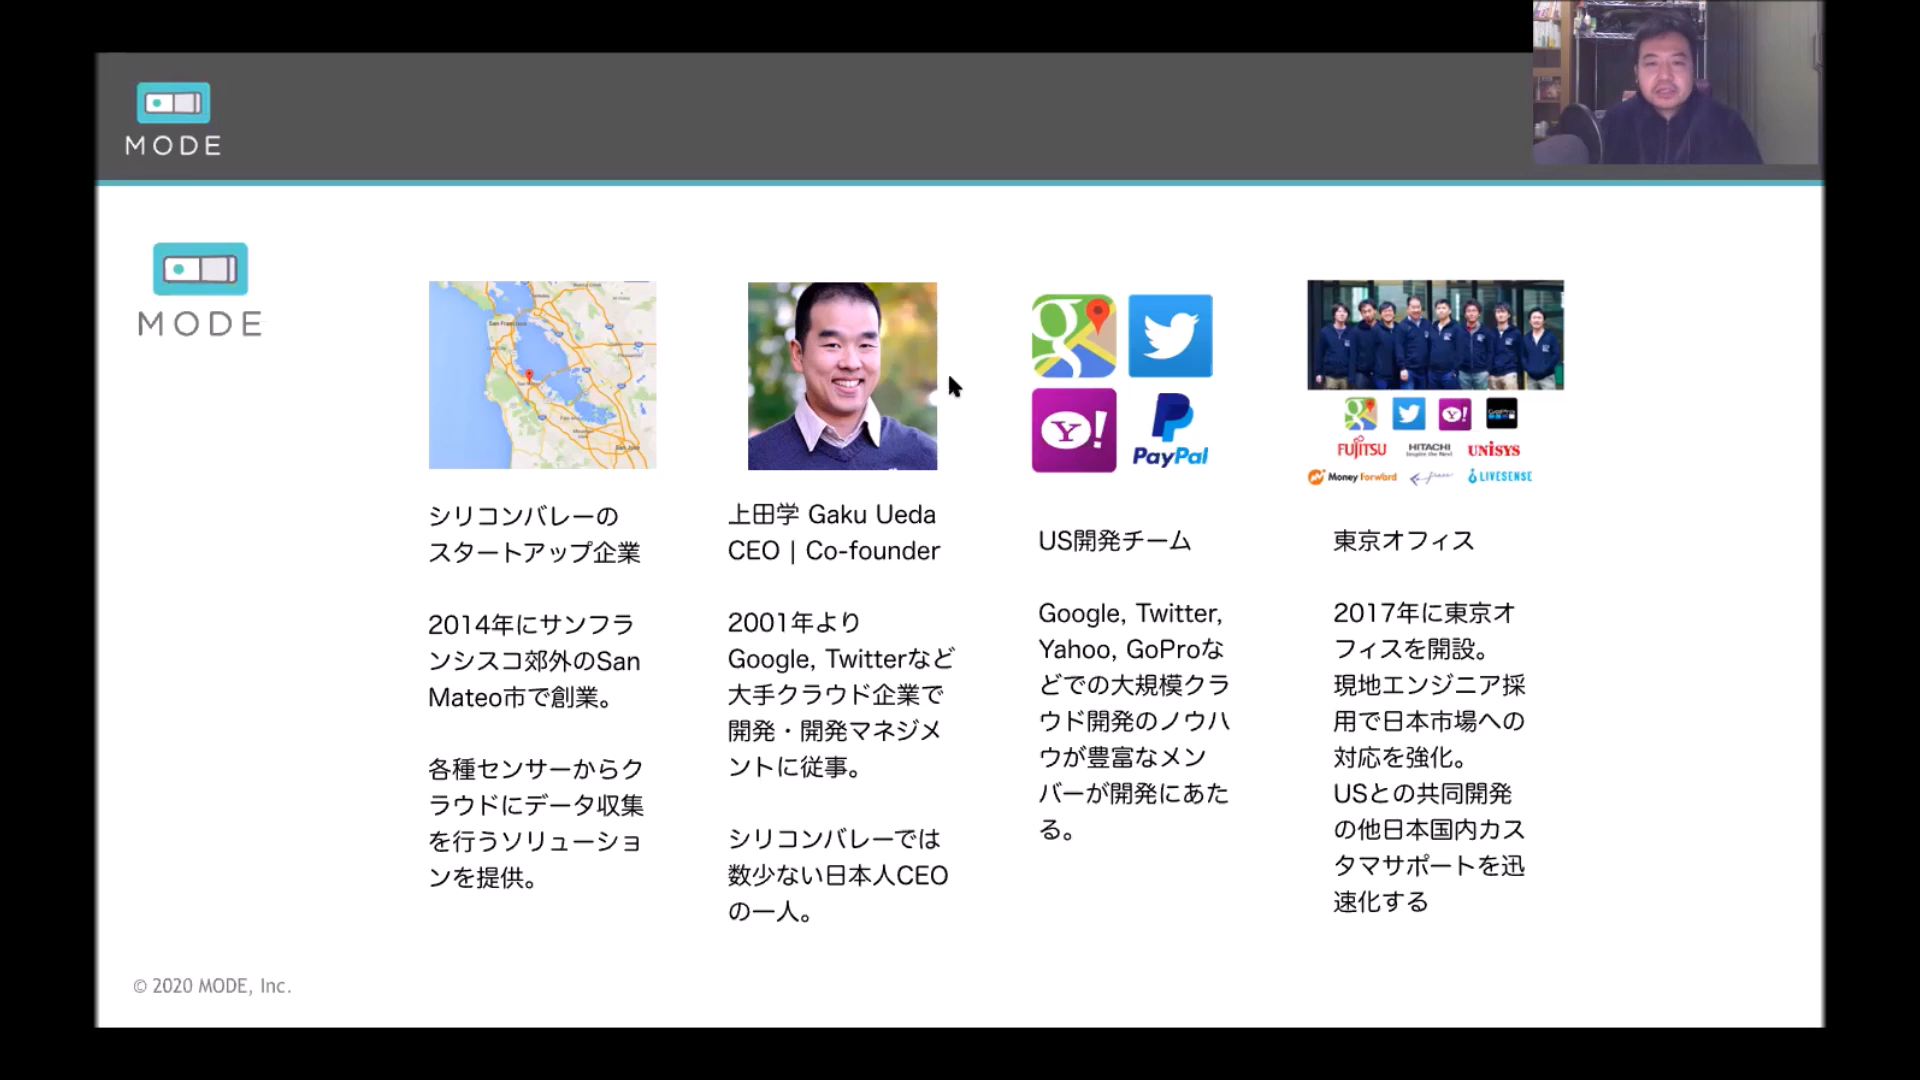 MODE
MODE
San Francisco
シリコンバレーの
スタートアップ企業
2014年にサンフラ
ンシスコ郊外のSan
Mateo市で創業。
各種センサーからク
ラウドにデータ収集
を行うソリューショ
ンを提供。
上田学 Gaku Ueda
CEO | Co-founder
2001年より
Google, Twitterなど
大手クラウド企業で
開発・開発マネジメ
ントに従事。
シリコンバレーでは
数少ない日本人CEO
の一人。
g
Y!
PayPal
US開発チーム
Google, Twitter,
Yahoo, GoProな
どでの大規模クラ
ウド開発のノウハ
ウが豊富なメン
バーが開発にあた
る。
g
Y!
GoPro
FUJITSU
HITACHI
Inspire the Next
UNISYS
Money Forward
freee
LIVESENSE
東京オフィス
2017年に東京オ
フィスを開設。
現地エンジニア採
用で日本市場への
対応を強化。
USとの共同開発
の他日本国内カス
タマサポートを迅
速化する
© 2020 MODE, Inc.